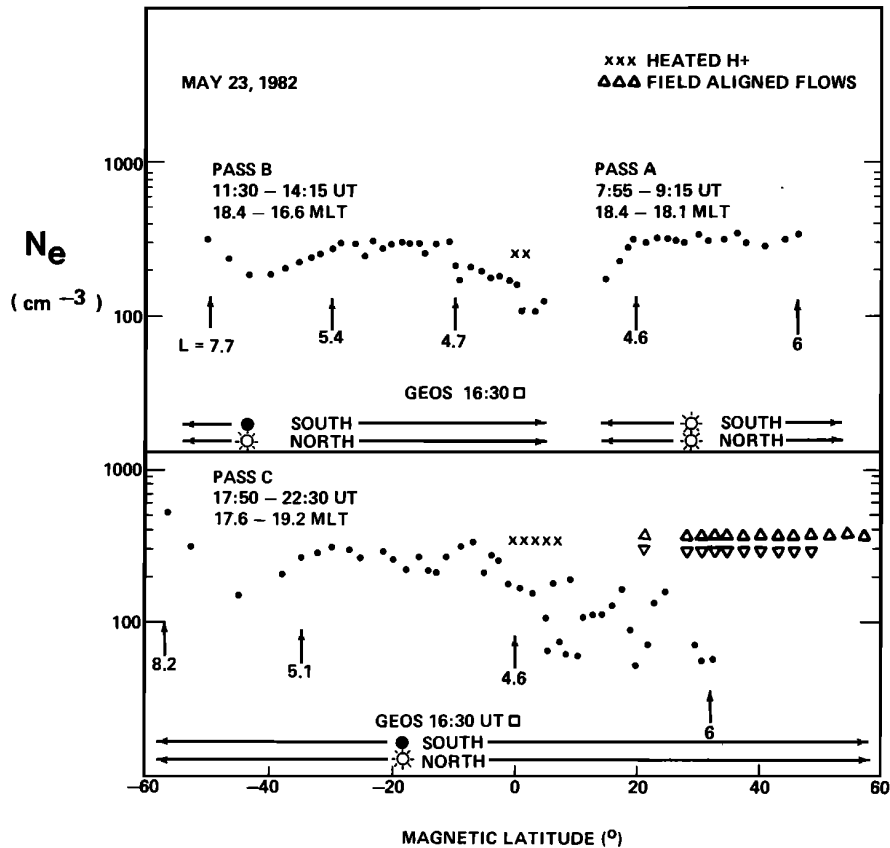 MAY 23, 1982
xxx HEATED H+
△△△ FIELD ALIGNED FLOWS
PASS B
11:30 – 14:15 UT
18.4 – 16.6 MLT
PASS A
7:55 – 9:15 UT
18.4 – 18.1 MLT
1000
Ne
(cm –3)
100
xx
L = 7.7
5.4
4.7
4.6
6
GEOS 16:30 □
SOUTH
NORTH
SOUTH
NORTH
1000
PASS C
17:50 – 22:30 UT
17.6 – 19.2 MLT
xxxxx
100
8.2
5.1
4.6
6
GEOS 16:30 UT □
SOUTH
NORTH
–60
–40
–20
0
20
40
60
MAGNETIC LATITUDE (°)